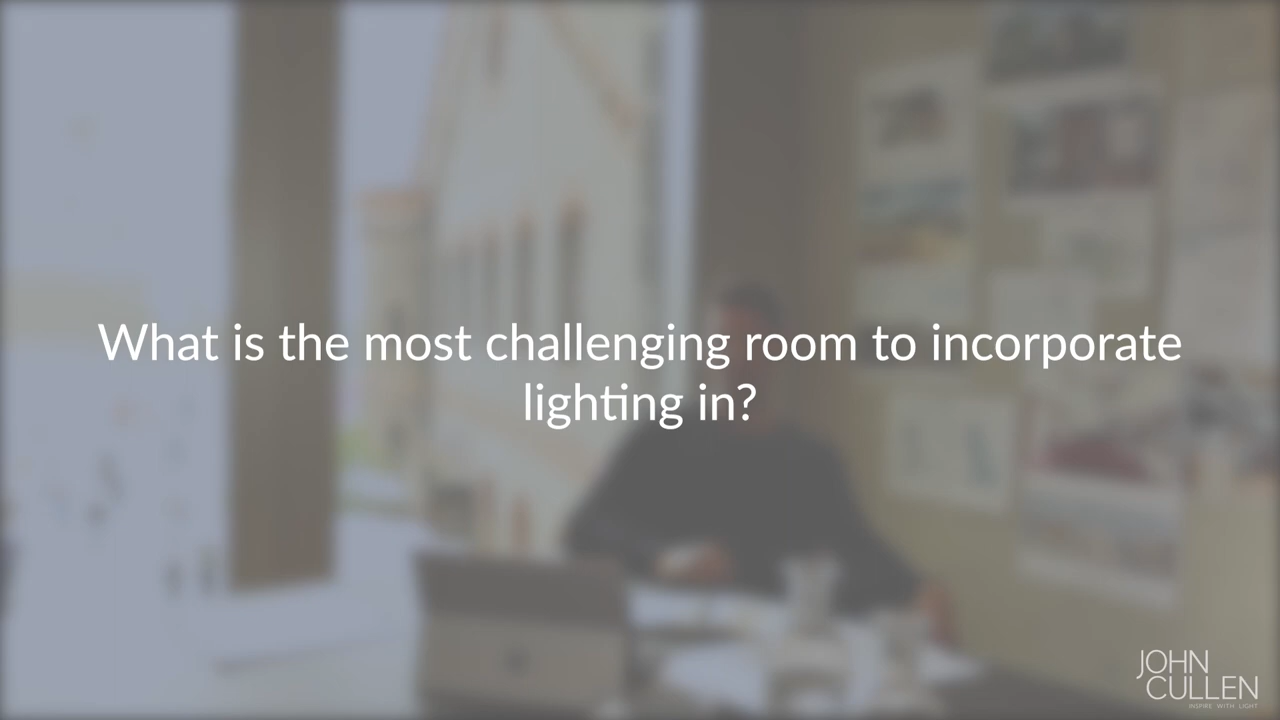 What is the most challenging room to incorporate
lighting in?
JOHN
CULLEN
INSPIRE WITH LIGHT